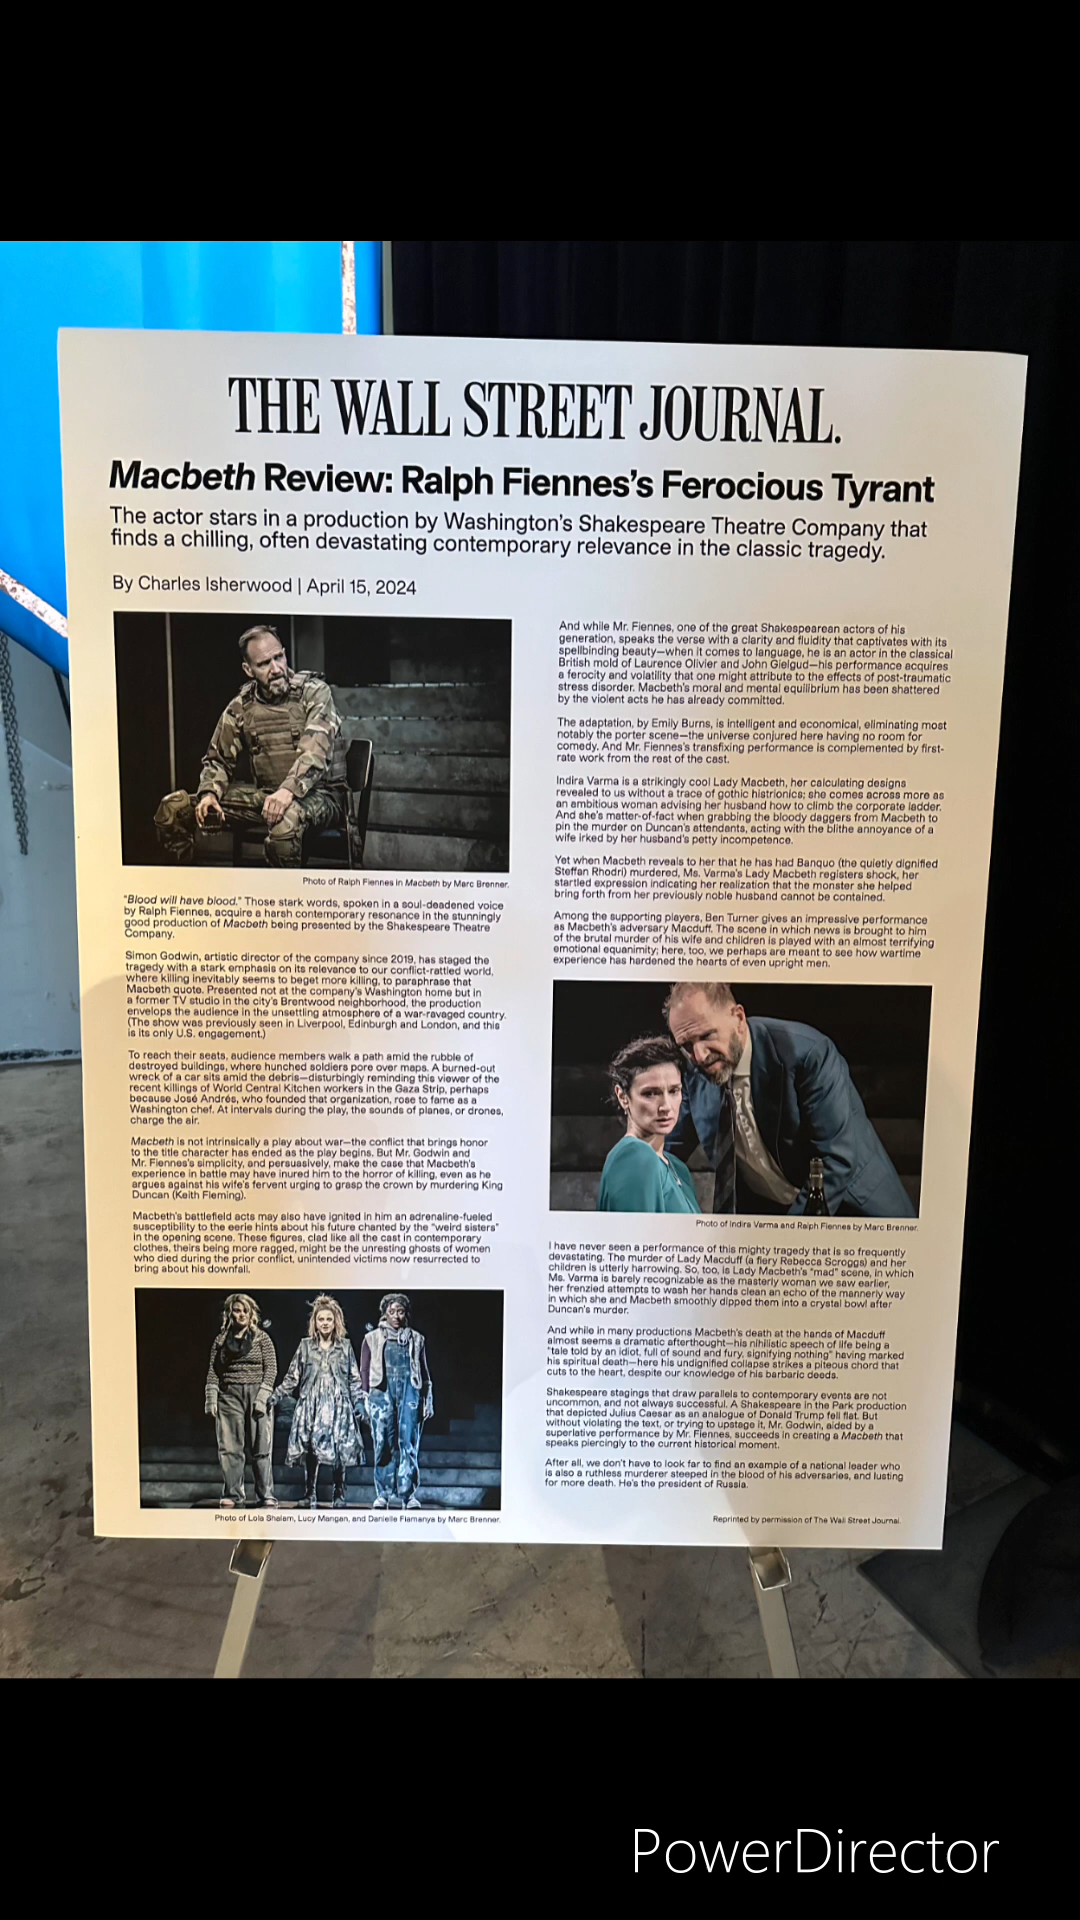 THE WALL STREET JOURNAL.
Macbeth Review: Ralph Fiennes's Ferocious Tyrant
The actor stars in a production by Washington's Shakespeare Theatre Company that
finds a chilling, often devastating contemporary relevance in the classic tragedy.
By Charles Isherwood | April 15, 2024
Photo of Ralph Fiennes in Macbeth by Marc Brenner.
"Blood will have blood." Those stark words, spoken in a soul-deadened voice
by Ralph Fiennes, acquire a harsh contemporary resonance in the stunningly
good production of Macbeth being presented by the Shakespeare Theatre
Company.
Simon Godwin, artistic director of the company since 2019, has staged the
tragedy with a stark emphasis on its relevance to our conflict-rattled world,
where killing inevitably seems to beget more killing, to paraphrase that
Macbeth quote. Presented not at the company's Washington home but in
a former TV studio in the city's Brentwood neighborhood, the production
envelops the audience in the unsettling atmosphere of a war-ravaged country.
(The show was previously seen in Liverpool, Edinburgh and London, and this
is its only U.S. engagement.)
To reach their seats, audience members walk a path amid the rubble of
destroyed buildings, where hunched soldiers pore over maps. A burned-out
wreck of a car sits amid the debris—disturbingly reminding this viewer of the
recent killings of World Central Kitchen workers in the Gaza Strip, perhaps
because José Andrés, who founded that organization, rose to fame as a
Washington chef. At intervals during the play, the sounds of planes, or drones,
charge the air.
Macbeth is not intrinsically a play about war—the conflict that brings honor
to the title character has ended as the play begins. But Mr. Godwin and
Mr. Fiennes's simplicity, and persuasively, make the case that Macbeth's
experience in battle may have inured him to the horror of killing, even as he
argues against his wife's fervent urging to grasp the crown by murdering King
Duncan (Keith Fleming).
Macbeth's battlefield acts may also have ignited in him an adrenaline-fueled
susceptibility to the eerie hints about his future chanted by the "weird sisters"
in the opening scene. These figures, clad like all the cast in contemporary
clothes, theirs being more ragged, might be the unresting ghosts of women
who died during the prior conflict, unintended victims now resurrected to
bring about his downfall.
Photo of Lola Shalam, Lucy Mangan, and Danielle Fiamanya by Marc Brenner.
And while Mr. Fiennes, one of the great Shakespearean actors of his
generation, speaks the verse with a clarity and fluidity that captivates with its
spellbinding beauty—when it comes to language, he is an actor in the classical
British mold of Laurence Olivier and John Gielgud—his performance acquires
a ferocity and volatility that one might attribute to the effects of post-traumatic
stress disorder. Macbeth's moral and mental equilibrium has been shattered
by the violent acts he has already committed.
The adaptation, by Emily Burns, is intelligent and economical, eliminating most
notably the porter scene—the universe conjured here having no room for
comedy. And Mr. Fiennes's transfixing performance is complemented by first-
rate work from the rest of the cast.
Indira Varma is a strikingly cool Lady Macbeth, her calculating designs
revealed to us without a trace of gothic histrionics; she comes across more as
an ambitious woman advising her husband how to climb the corporate ladder.
And she's matter-of-fact when grabbing the bloody daggers from Macbeth to
pin the murder on Duncan's attendants, acting with the blithe annoyance of a
wife irked by her husband's petty incompetence.
Yet when Macbeth reveals to her that he has had Banquo (the quietly dignified
Steffan Rhodri) murdered, Ms. Varma's Lady Macbeth registers shock, her
startled expression indicating her realization that the monster she helped
bring forth from her previously noble husband cannot be contained.
Among the supporting players, Ben Turner gives an impressive performance
as Macbeth's adversary Macduff. The scene in which news is brought to him
of the brutal murder of his wife and children is played with an almost terrifying
emotional equanimity; here, too, we perhaps are meant to see how wartime
experience has hardened the hearts of even upright men.
Photo of Indira Varma and Ralph Fiennes by Marc Brenner.
I have never seen a performance of this mighty tragedy that is so frequently
devastating. The murder of Lady Macduff (a fiery Rebecca Scroggs) and her
children is utterly harrowing. So, too, is Lady Macbeth's "mad" scene, in which
Ms. Varma is barely recognizable as the masterly woman we saw earlier,
her frenzied attempts to wash her hands clean an echo of the mannerly way
in which she and Macbeth smoothly dipped them into a crystal bowl after
Duncan's murder.
And while in many productions Macbeth's death at the hands of Macduff
almost seems a dramatic afterthought—his nihilistic speech of life being a
"tale told by an idiot, full of sound and fury, signifying nothing" having marked
his spiritual death—here his undignified collapse strikes a piteous chord that
cuts to the heart, despite our knowledge of his barbaric deeds.
Shakespeare stagings that draw parallels to contemporary events are not
uncommon, and not always successful. A Shakespeare in the Park production
that depicted Julius Caesar as an analogue of Donald Trump fell flat. But
without violating the text, or trying to upstage it, Mr. Godwin, aided by a
superlative performance by Mr. Fiennes, succeeds in creating a Macbeth that
speaks piercingly to the current historical moment.
After all, we don't have to look far to find an example of a national leader who
is also a ruthless murderer steeped in the blood of his adversaries, and lusting
for more death. He's the president of Russia.
Reprinted by permission of The Wall Street Journal.
PowerDirector